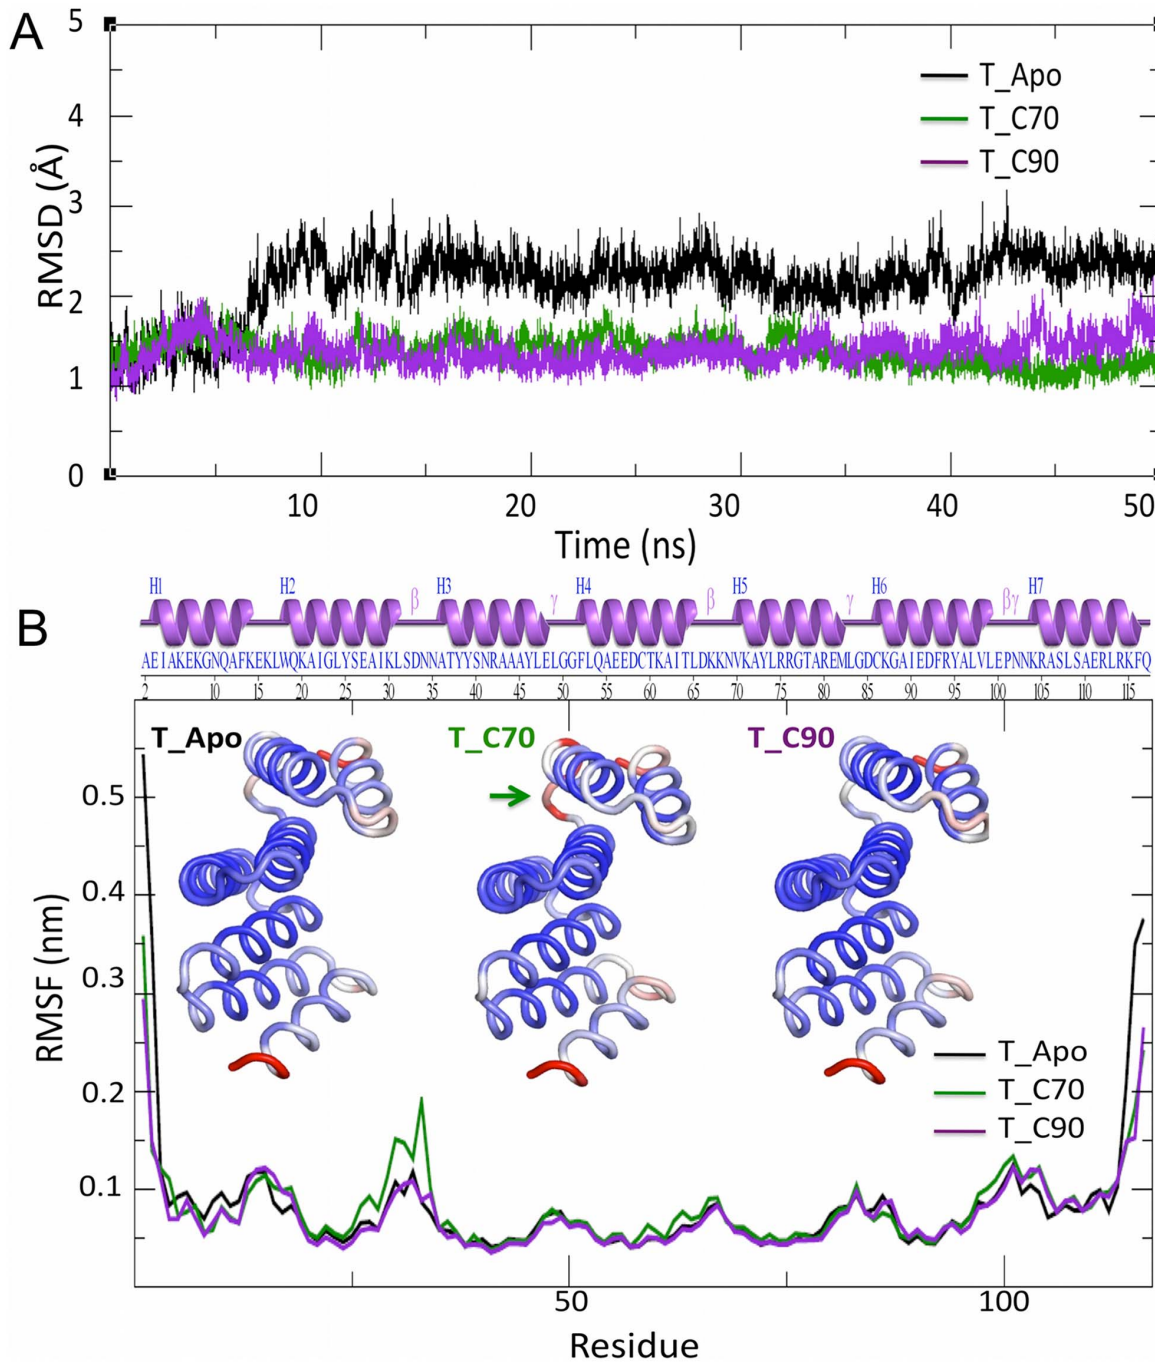 A
5
4
3
2
1
0
RMSD (Å)
T_Apo
T_C70
T_C90
10 20 30 40 50
Time (ns)
B
H1 H2 β H3 γ H4 β H5 γ H6 βγ H7
AEIAKEKGNQAFKEKLWQKAIGLYSEAIKLSDNNATYYSNRAAAYLELGGFLQAEEDCTKAITLDKKNVKAYLRRGTAREMLGDCKGAIEDFRYALVLEPNNKRASLSAERLRKFQ
2 10 15 20 25 30 35 40 45 50 55 60 65 70 75 80 85 90 95 100 105 110 115
T_Apo T_C70 T_C90
0.5
0.4
0.3
0.2
0.1
RMSF (nm)
T_Apo
T_C70
T_C90
50 100
Residue